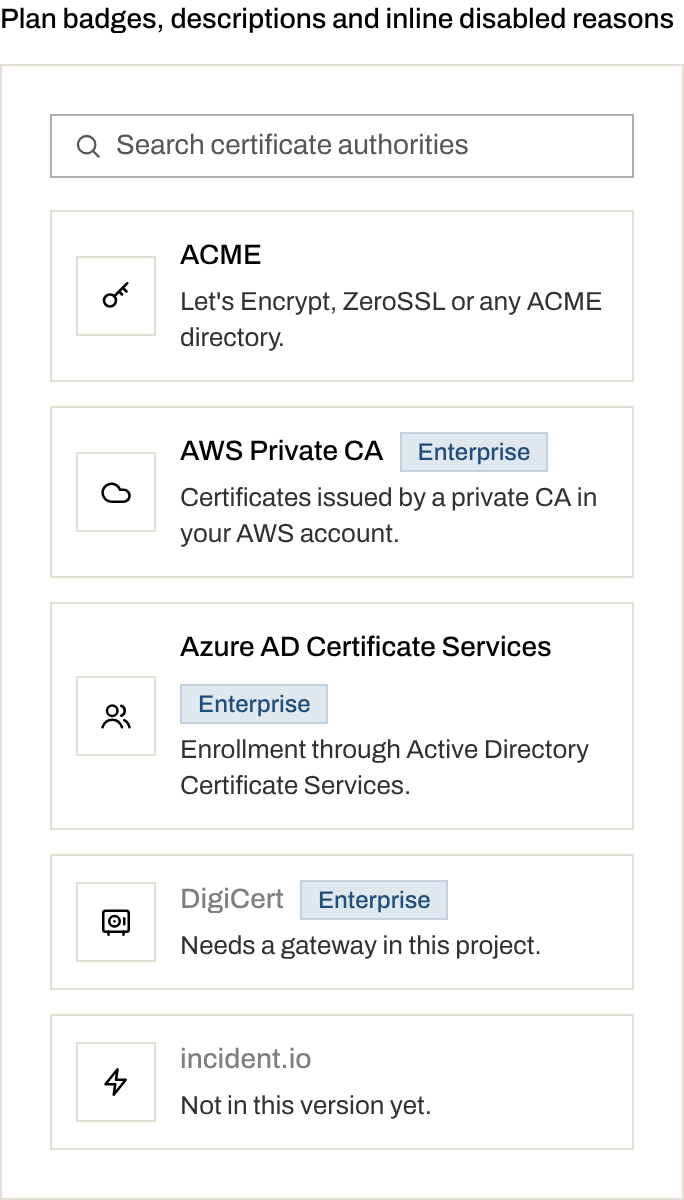 Plan badges, descriptions and inline disabled reasons
Search certificate authorities
ACME
Let's Encrypt, ZeroSSL or any ACME
directory.
AWS Private CA Enterprise
Certificates issued by a private CA in
your AWS account.
Azure AD Certificate Services
Enterprise
Enrollment through Active Directory
Certificate Services.
DigiCert Enterprise
Needs a gateway in this project.
incident.io
Not in this version yet.